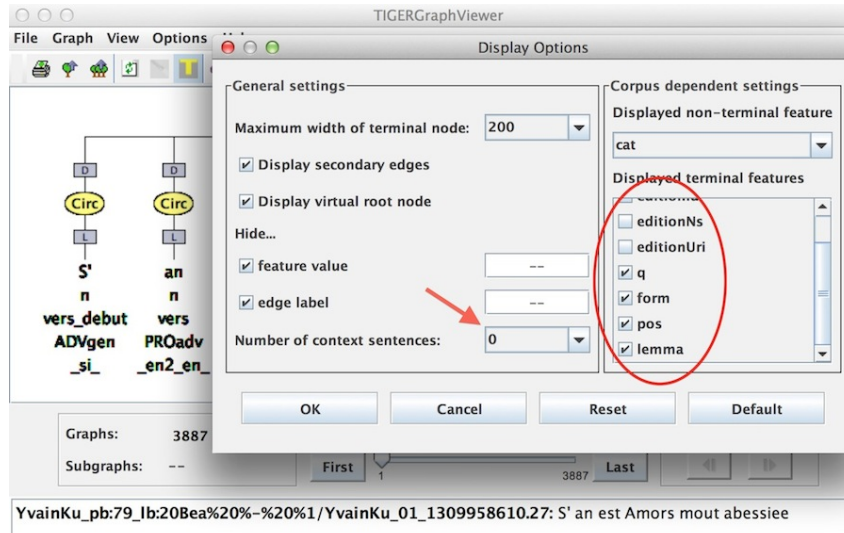 TIGERGraphViewer
File Graph View Options
Display Options
General settings
Maximum width of terminal node: 200
Display secondary edges
Display virtual root node
Hide...
feature value --
edge label --
Number of context sentences: 0
Corpus dependent settings
Displayed non-terminal feature
cat
Displayed terminal features
editionNs
editionUri
q
form
pos
lemma
OK Cancel Reset Default
D D
Circ Circ
L L
S' an
n n
vers_debut vers
ADVgen PROadv
_si_ _en2_en_
Graphs: 3887
Subgraphs: --
First 1 3887 Last
YvainKu_pb:79_lb:20Bea%20%-%20%1/YvainKu_01_1309958610.27: S' an est Amors mout abessiee